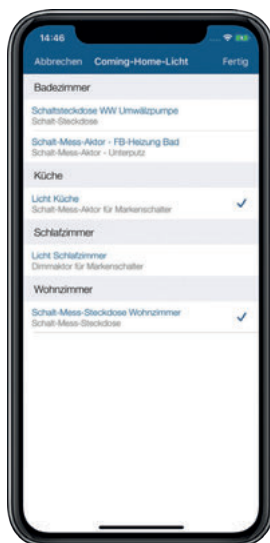 14:46
Abbrechen Coming-Home-Licht Fertig
Badezimmer
Schaltsteckdose WW Umwälzpumpe
Schalt-Steckdose
Schalt-Mess-Aktor - FB-Heizung Bad
Schalt-Mess-Aktor - Unterputz
Küche
Licht Küche
Schalt-Mess-Aktor für Markenschalter
Schlafzimmer
Licht Schlafzimmer
Dimmaktor für Markenschalter
Wohnzimmer
Schalt-Mess-Steckdose Wohnzimmer
Schalt-Mess-Steckdose